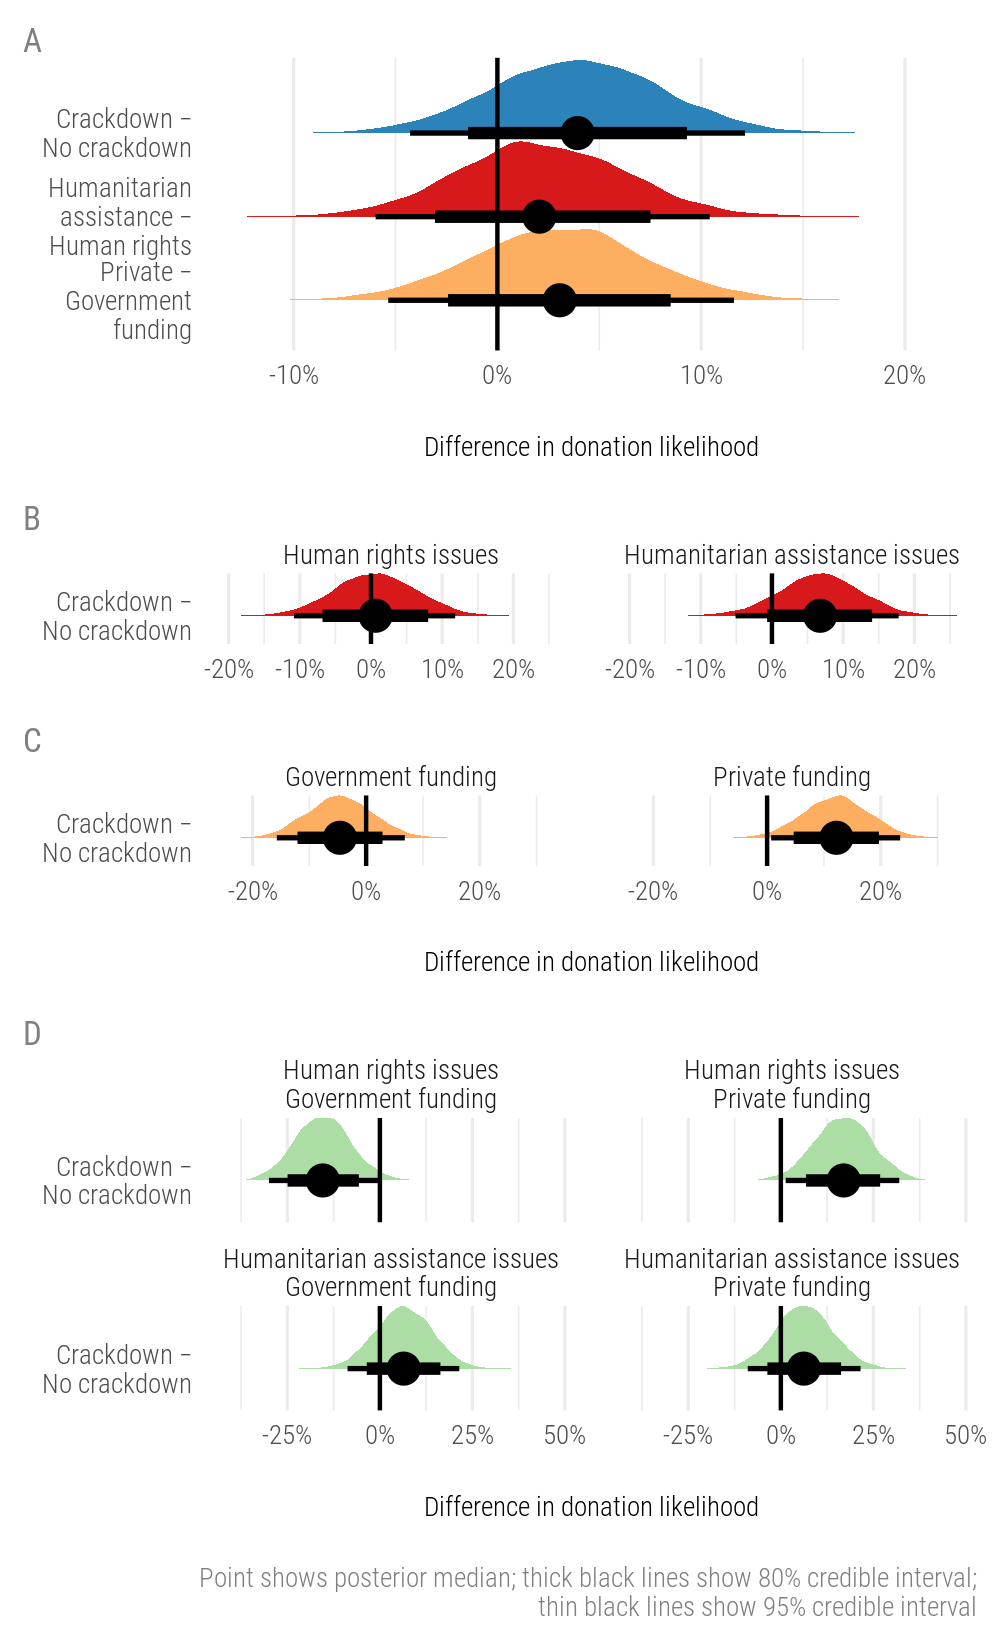 A
Crackdown −
No crackdown
Humanitarian
assistance −
Human rights
Private −
Government
funding
-10% 0% 10% 20%
Difference in donation likelihood
B
Human rights issues Humanitarian assistance issues
Crackdown −
No crackdown
-20% -10% 0% 10% 20% -20% -10% 0% 10% 20%
C
Government funding Private funding
Crackdown −
No crackdown
-20% 0% 20% -20% 0% 20%
Difference in donation likelihood
D
Human rights issues Human rights issues
Government funding Private funding
Crackdown −
No crackdown
Humanitarian assistance issues Humanitarian assistance issues
Government funding Private funding
Crackdown −
No crackdown
-25% 0% 25% 50% -25% 0% 25% 50%
Difference in donation likelihood
Point shows posterior median; thick black lines show 80% credible interval;
thin black lines show 95% credible interval